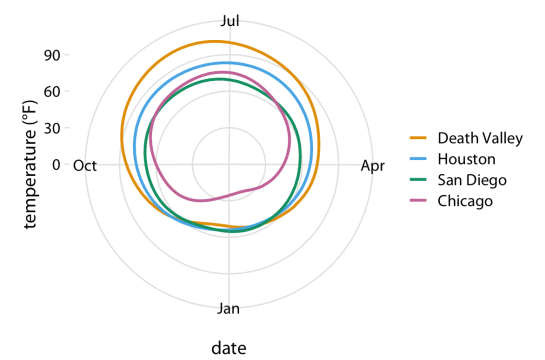 Jul
90
60
30
0
Oct
Apr
Jan
temperature (°F)
date
Death Valley
Houston
San Diego
Chicago